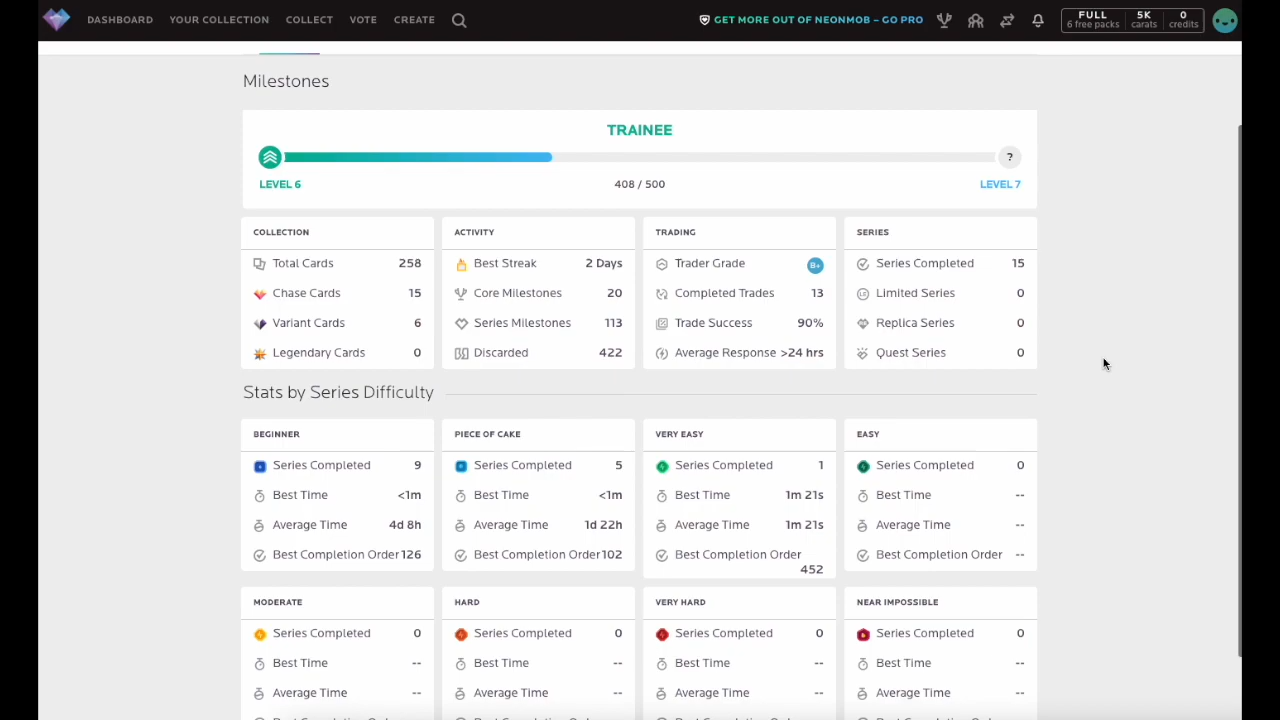 DASHBOARD YOUR COLLECTION COLLECT VOTE CREATE GET MORE OUT OF NEONMOB – GO PRO FULL 6 free packs 5K carats 0 credits
Milestones
TRAINEE
?
LEVEL 6 408 / 500 LEVEL 7
COLLECTION
Total Cards 258
Chase Cards 15
Variant Cards 6
Legendary Cards 0
ACTIVITY
Best Streak 2 Days
Core Milestones 20
Series Milestones 113
Discarded 422
TRADING
Trader Grade B+
Completed Trades 13
Trade Success 90%
Average Response >24 hrs
SERIES
Series Completed 15
Limited Series 0
Replica Series 0
Quest Series 0
Stats by Series Difficulty
BEGINNER
Series Completed 9
Best Time <1m
Average Time 4d 8h
Best Completion Order 126
PIECE OF CAKE
Series Completed 5
Best Time <1m
Average Time 1d 22h
Best Completion Order 102
VERY EASY
Series Completed 1
Best Time 1m 21s
Average Time 1m 21s
Best Completion Order
452
EASY
Series Completed 0
Best Time --
Average Time --
Best Completion Order --
MODERATE
Series Completed 0
Best Time --
Average Time --
HARD
Series Completed 0
Best Time --
Average Time --
VERY HARD
Series Completed 0
Best Time --
Average Time --
NEAR IMPOSSIBLE
Series Completed 0
Best Time --
Average Time --